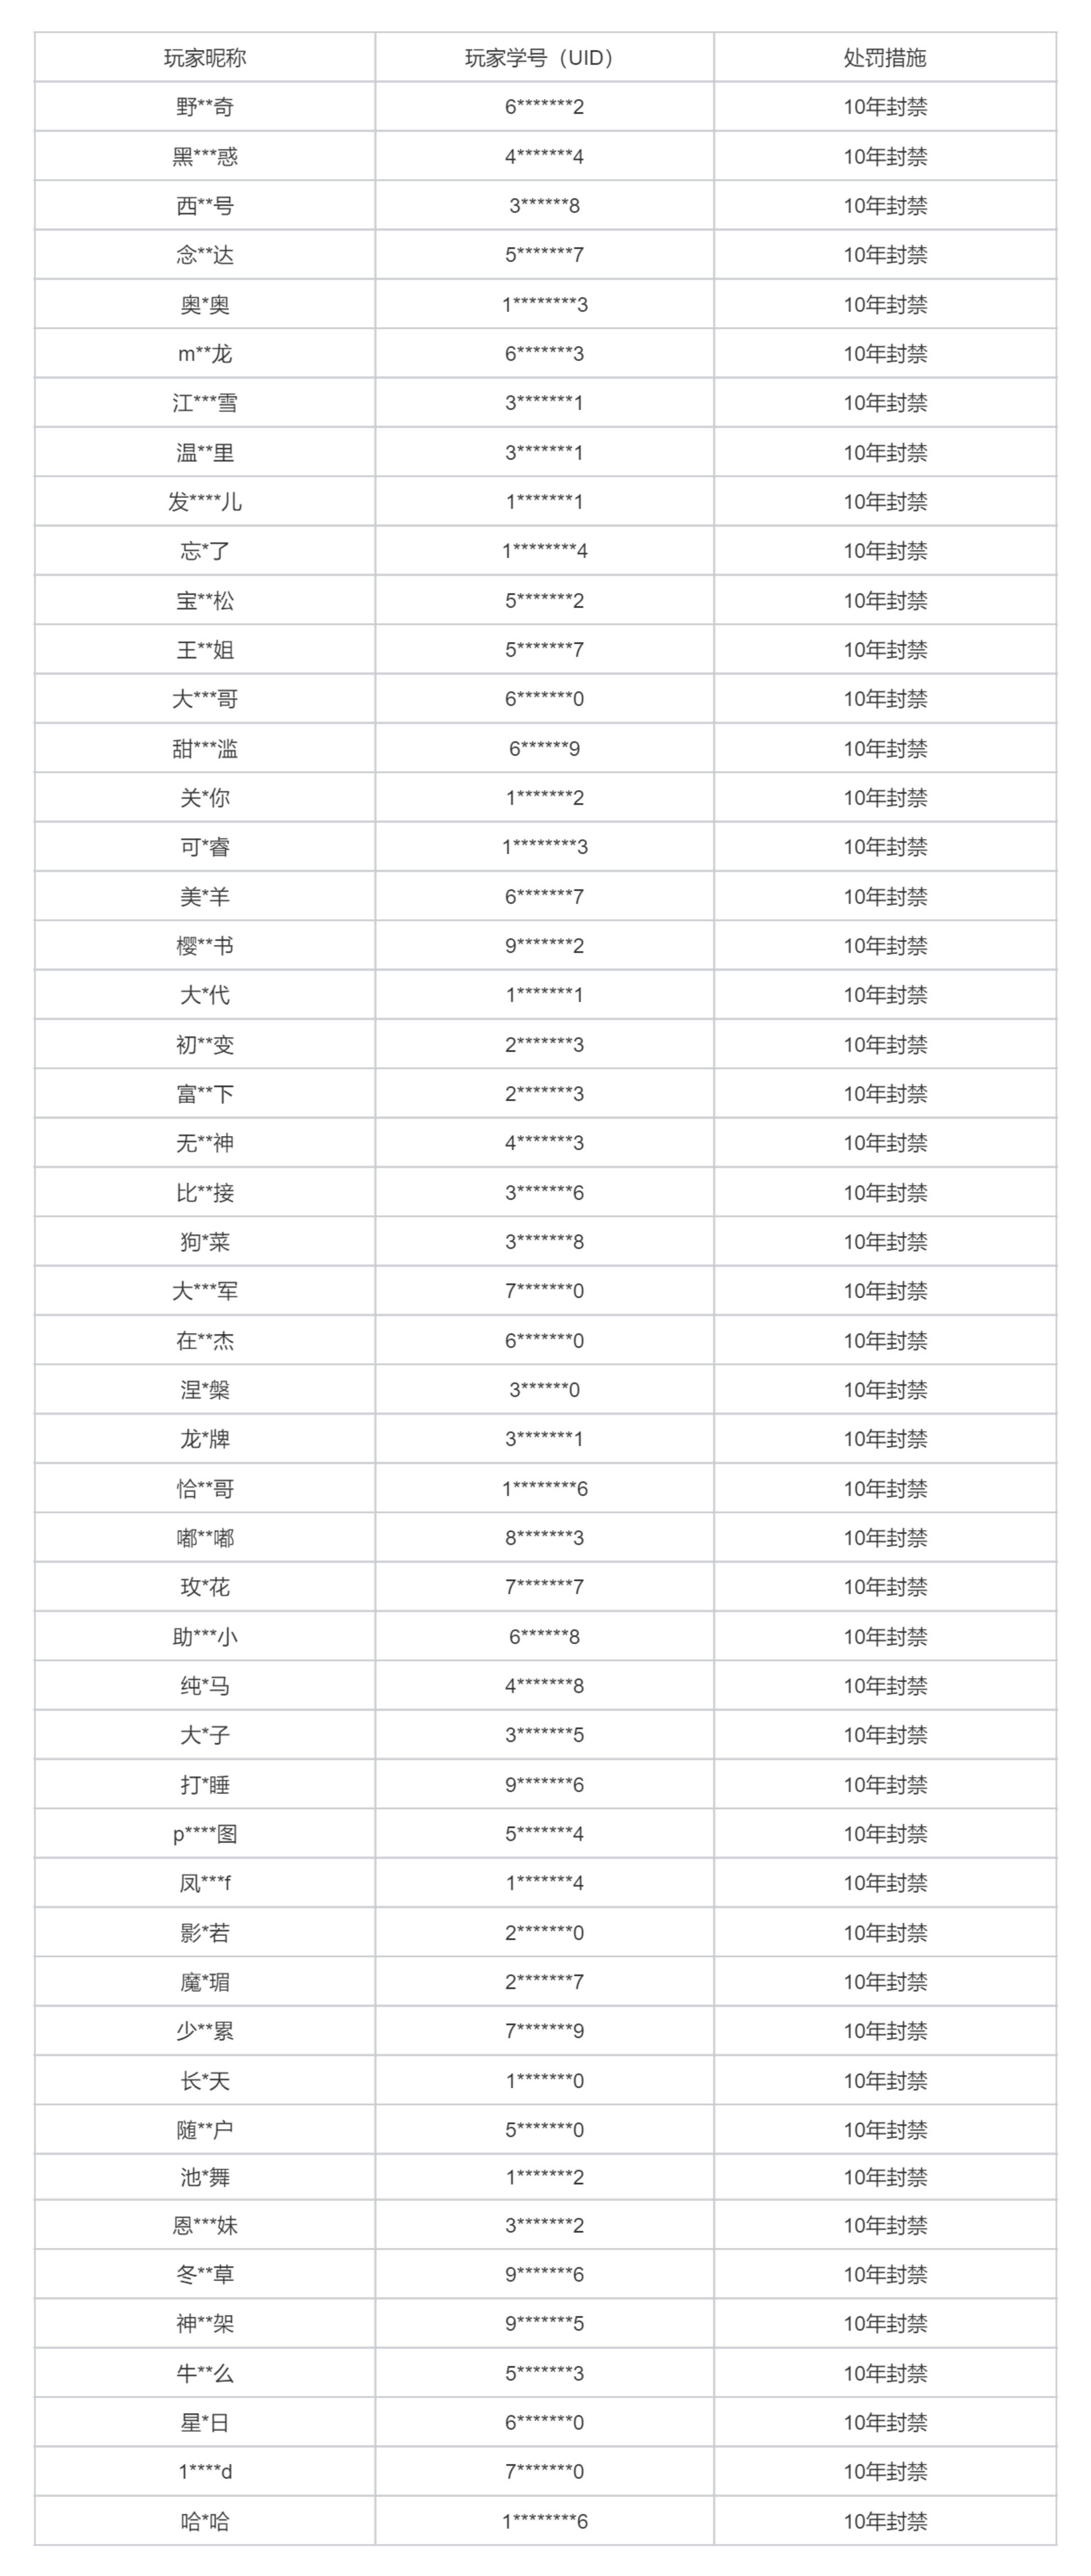 玩家昵称 玩家学号（UID） 处罚措施
野**奇 6*******2 10年封禁
黑***惑 4*******4 10年封禁
西**号 3******8 10年封禁
念**达 5*******7 10年封禁
奥*奥 1********3 10年封禁
m**龙 6*******3 10年封禁
江***雪 3*******1 10年封禁
温**里 3*******1 10年封禁
发****儿 1*******1 10年封禁
忘*了 1********4 10年封禁
宝**松 5*******2 10年封禁
王**姐 5*******7 10年封禁
大***哥 6*******0 10年封禁
甜***滥 6******9 10年封禁
关*你 1*******2 10年封禁
可*睿 1********3 10年封禁
美*羊 6*******7 10年封禁
樱**书 9*******2 10年封禁
大*代 1*******1 10年封禁
初**变 2*******3 10年封禁
富**下 2*******3 10年封禁
无**神 4*******3 10年封禁
比**接 3*******6 10年封禁
狗*菜 3*******8 10年封禁
大***军 7*******0 10年封禁
在**杰 6*******0 10年封禁
涅*槃 3******0 10年封禁
龙*牌 3*******1 10年封禁
恰**哥 1********6 10年封禁
嘟**嘟 8*******3 10年封禁
玫*花 7*******7 10年封禁
助***小 6******8 10年封禁
纯*马 4*******8 10年封禁
大*子 3*******5 10年封禁
打*睡 9*******6 10年封禁
p****图 5*******4 10年封禁
凤***f 1*******4 10年封禁
影*若 2*******0 10年封禁
魔*瑂 2*******7 10年封禁
少**累 7*******9 10年封禁
长*天 1*******0 10年封禁
随**户 5*******0 10年封禁
池*舞 1*******2 10年封禁
恩***妹 3*******2 10年封禁
冬**草 9*******6 10年封禁
神**架 9*******5 10年封禁
牛**么 5*******3 10年封禁
星*日 6*******0 10年封禁
1****d 7*******0 10年封禁
哈*哈 1********6 10年封禁